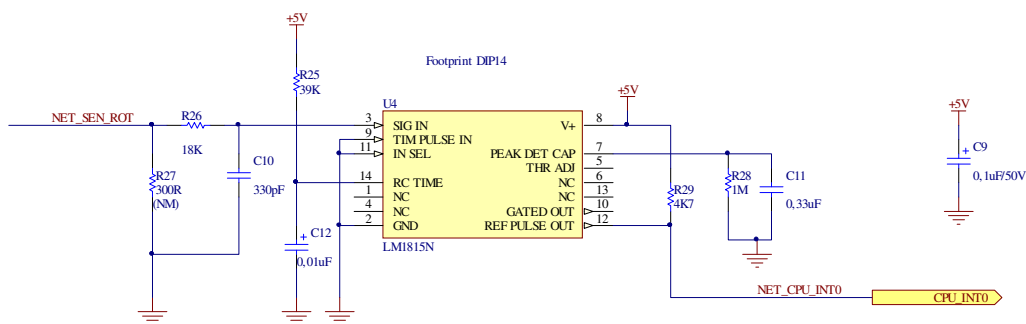 +5V
Footprint DIP14
R25
39K
+5V
+5V
U4
NET_SEN_ROT
R26
18K
3
SIG IN
V+
8
9
TIM PULSE IN
11
IN SEL
PEAK DET CAP
7
THR ADJ
5
C9
0,1uF/50V
C10
330pF
R27
300R
(NM)
14
RC TIME
NC
6
1
NC
NC
13
4
NC
GATED OUT
10
2
GND
REF PULSE OUT
12
R29
4K7
R28
1M
C11
0,33uF
C12
0,01uF
LM1815N
NET_CPU_INT0
CPU_INT0